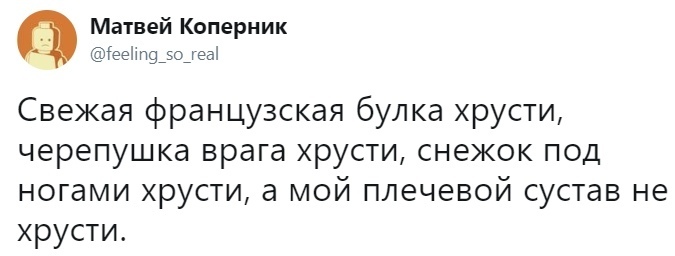 Матвей Коперник
@feeling_so_real
Свежая французская булка хрусти,
черепушка врага хрусти, снежок под
ногами хрусти, а мой плечевой сустав не
хрусти.